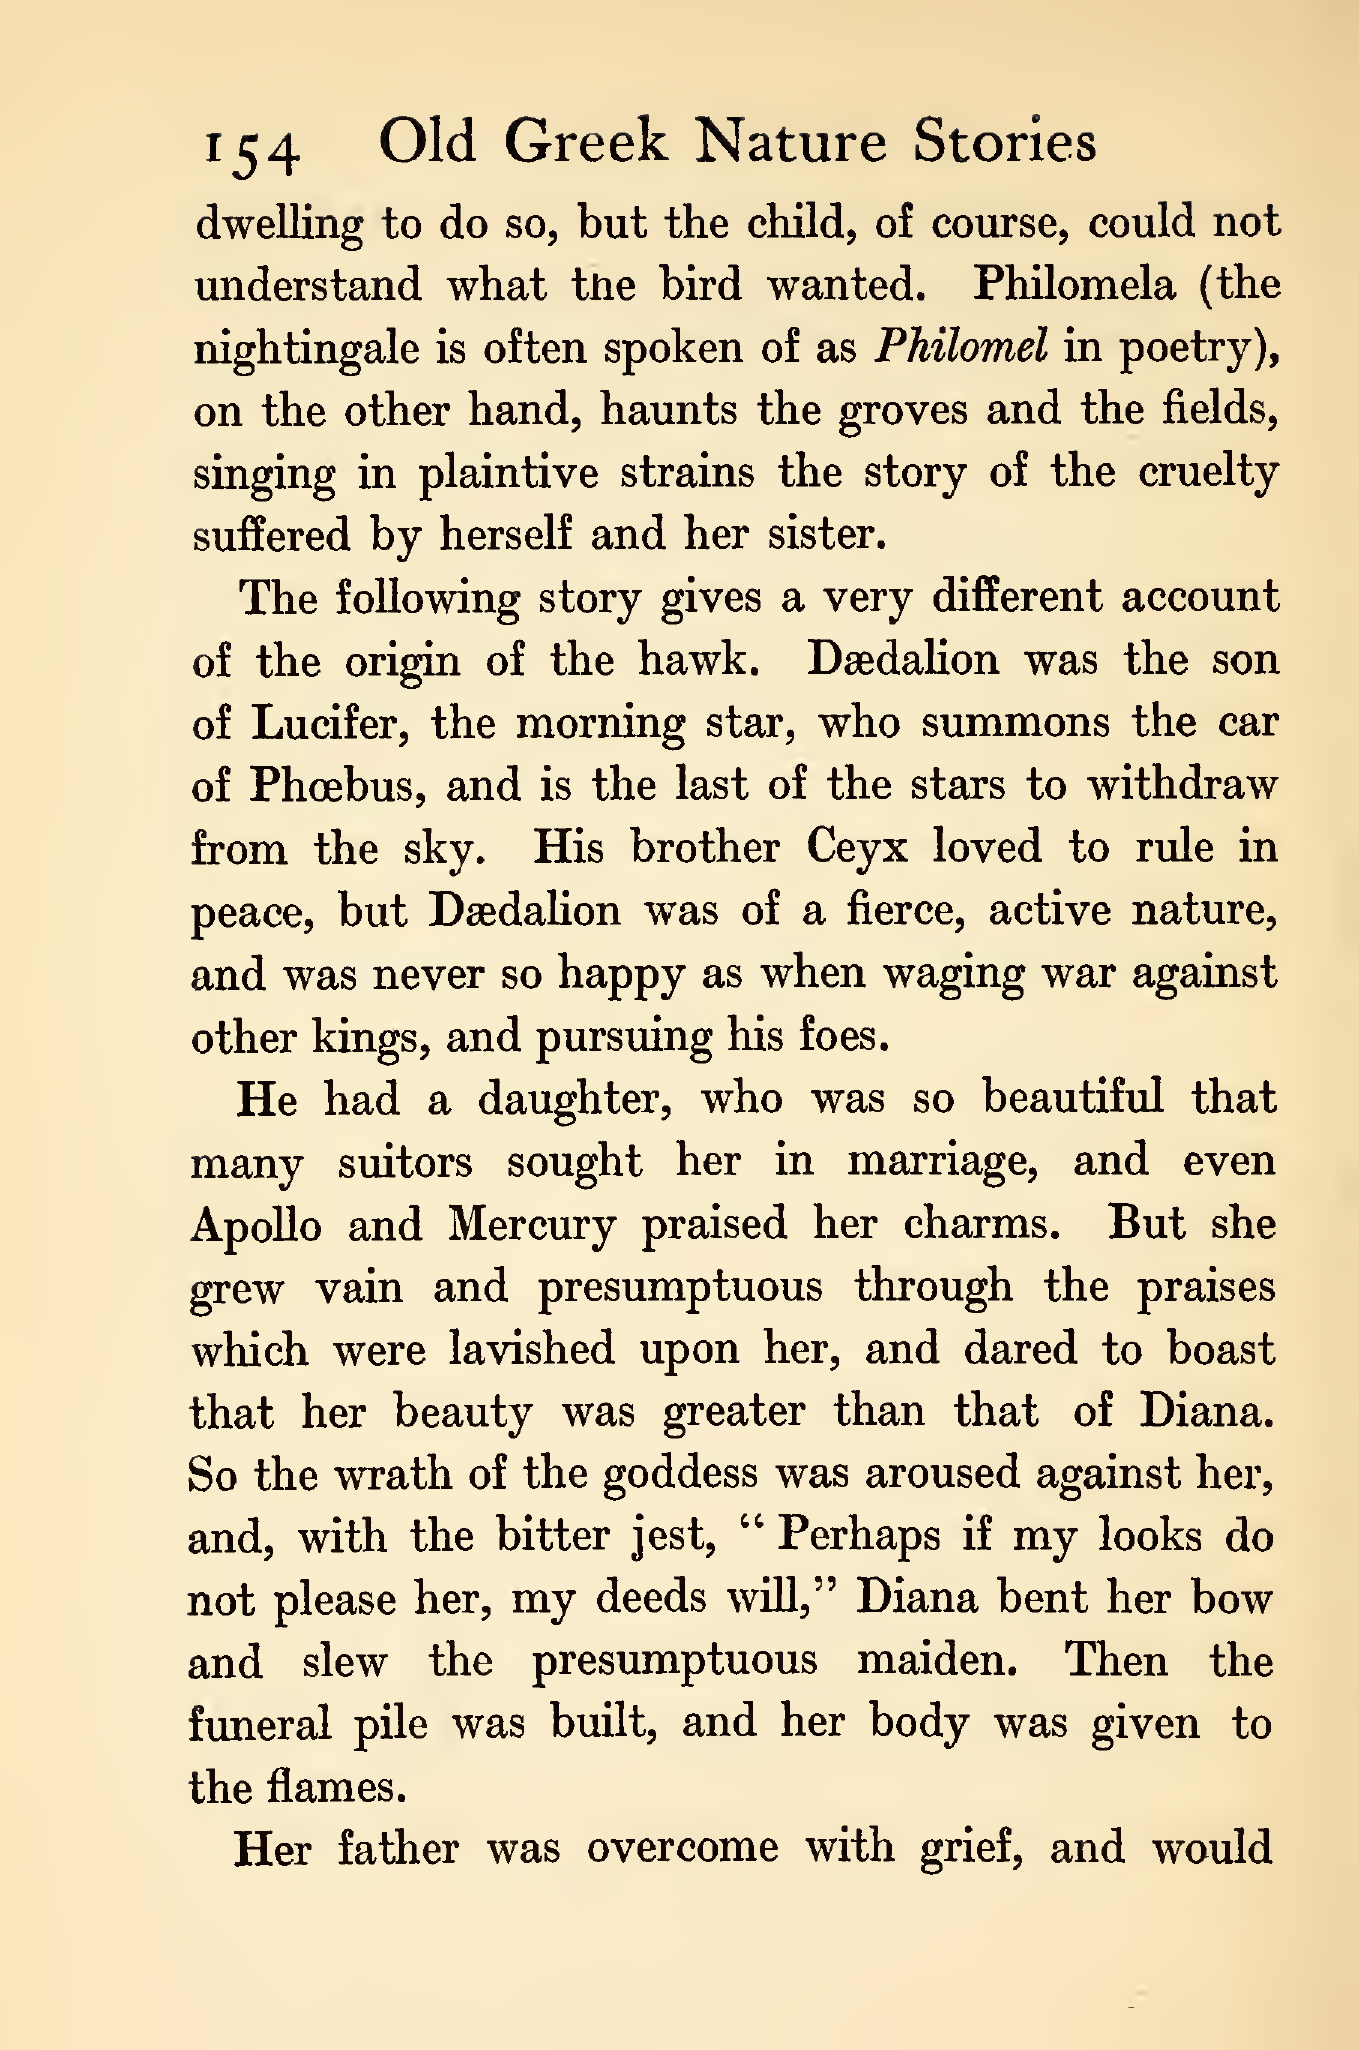 154 Old Greek Nature Stories
dwelling to do so, but the child, of course, could not
understand what the bird wanted. Philomela (the
nightingale is often spoken of as Philomel in poetry),
on the other hand, haunts the groves and the fields,
singing in plaintive strains the story of the cruelty
suffered by herself and her sister.
The following story gives a very different account
of the origin of the hawk. Dædalion was the son
of Lucifer, the morning star, who summons the car
of Phœbus, and is the last of the stars to withdraw
from the sky. His brother Ceyx loved to rule in
peace, but Dædalion was of a fierce, active nature,
and was never so happy as when waging war against
other kings, and pursuing his foes.
He had a daughter, who was so beautiful that
many suitors sought her in marriage, and even
Apollo and Mercury praised her charms. But she
grew vain and presumptuous through the praises
which were lavished upon her, and dared to boast
that her beauty was greater than that of Diana.
So the wrath of the goddess was aroused against her,
and, with the bitter jest, “ Perhaps if my looks do
not please her, my deeds will,” Diana bent her bow
and slew the presumptuous maiden. Then the
funeral pile was built, and her body was given to
the flames.
Her father was overcome with grief, and would